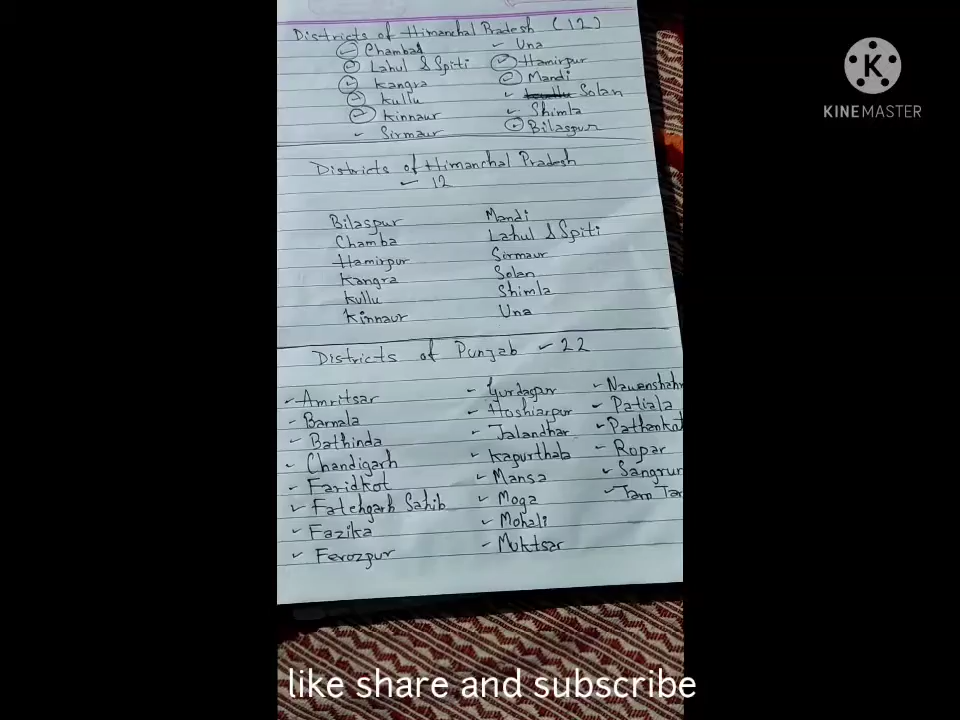 Districts of Himanchal Pradesh (12)
Chamba
Lahul & Spiti
Kangra
Kullu
Kinnaur
Sirmaur
Una
Hamirpur
Mandi
Solan
Shimla
Bilaspur
Districts of Himanchal Pradesh
12
Bilaspur
Chamba
Hamirpur
Kangra
Kullu
Kinnaur
Mandi
Lahul & Spiti
Sirmaur
Solan
Shimla
Una
Districts of Punjab - 22
Amritsar
Barnala
Bathinda
Chandigarh
Faridkot
Fatehgarh Sahib
Fazika
Ferozpur
Gurdaspur
Hoshiarpur
Jalandhar
Kapurthala
Mansa
Moga
Mohali
Muktsar
Nawanshahr
Patiala
Pathankot
Ropar
Sangrur
Tarn Tar
K
KINEMASTER
like share and subscribe